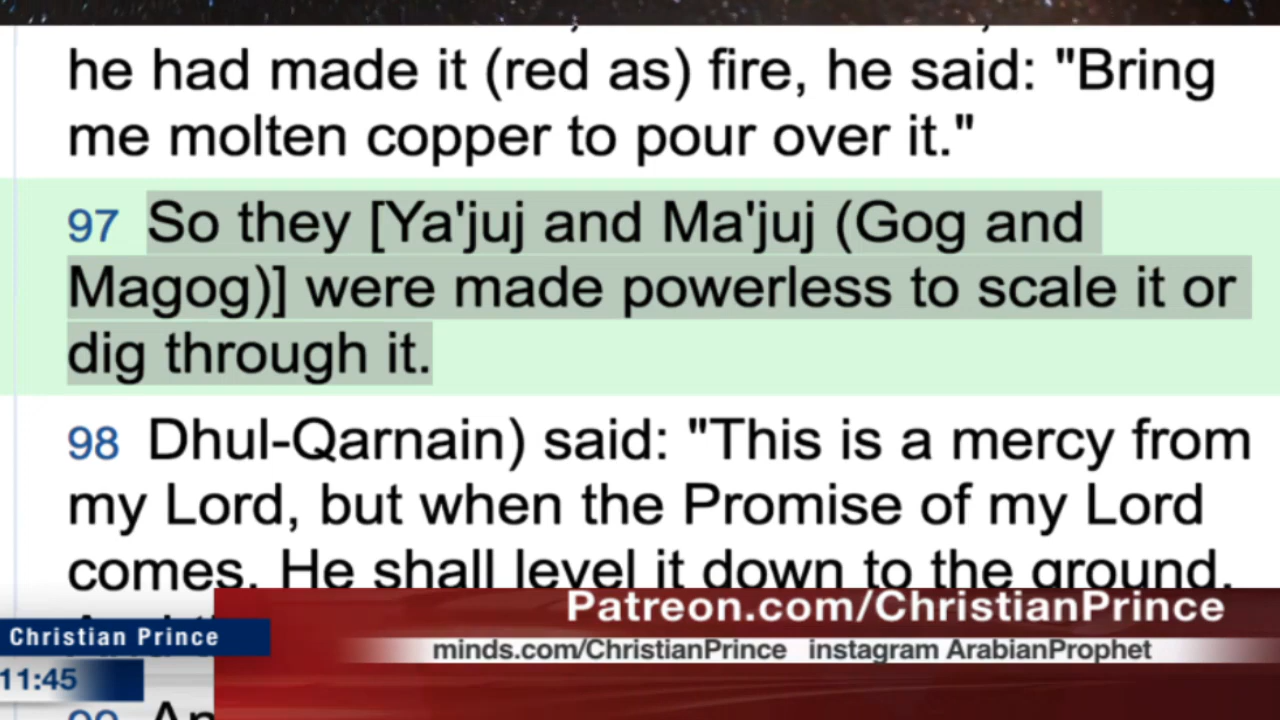 he had made it (red as) fire, he said: "Bring
me molten copper to pour over it."
97 So they [Ya'juj and Ma'juj (Gog and
Magog)] were made powerless to scale it or
dig through it.
98 Dhul-Qarnain) said: "This is a mercy from
my Lord, but when the Promise of my Lord
comes, He shall level it down to the ground.
Patreon.com/ChristianPrince
Christian Prince
minds.com/ChristianPrince instagram ArabianProphet
11:45